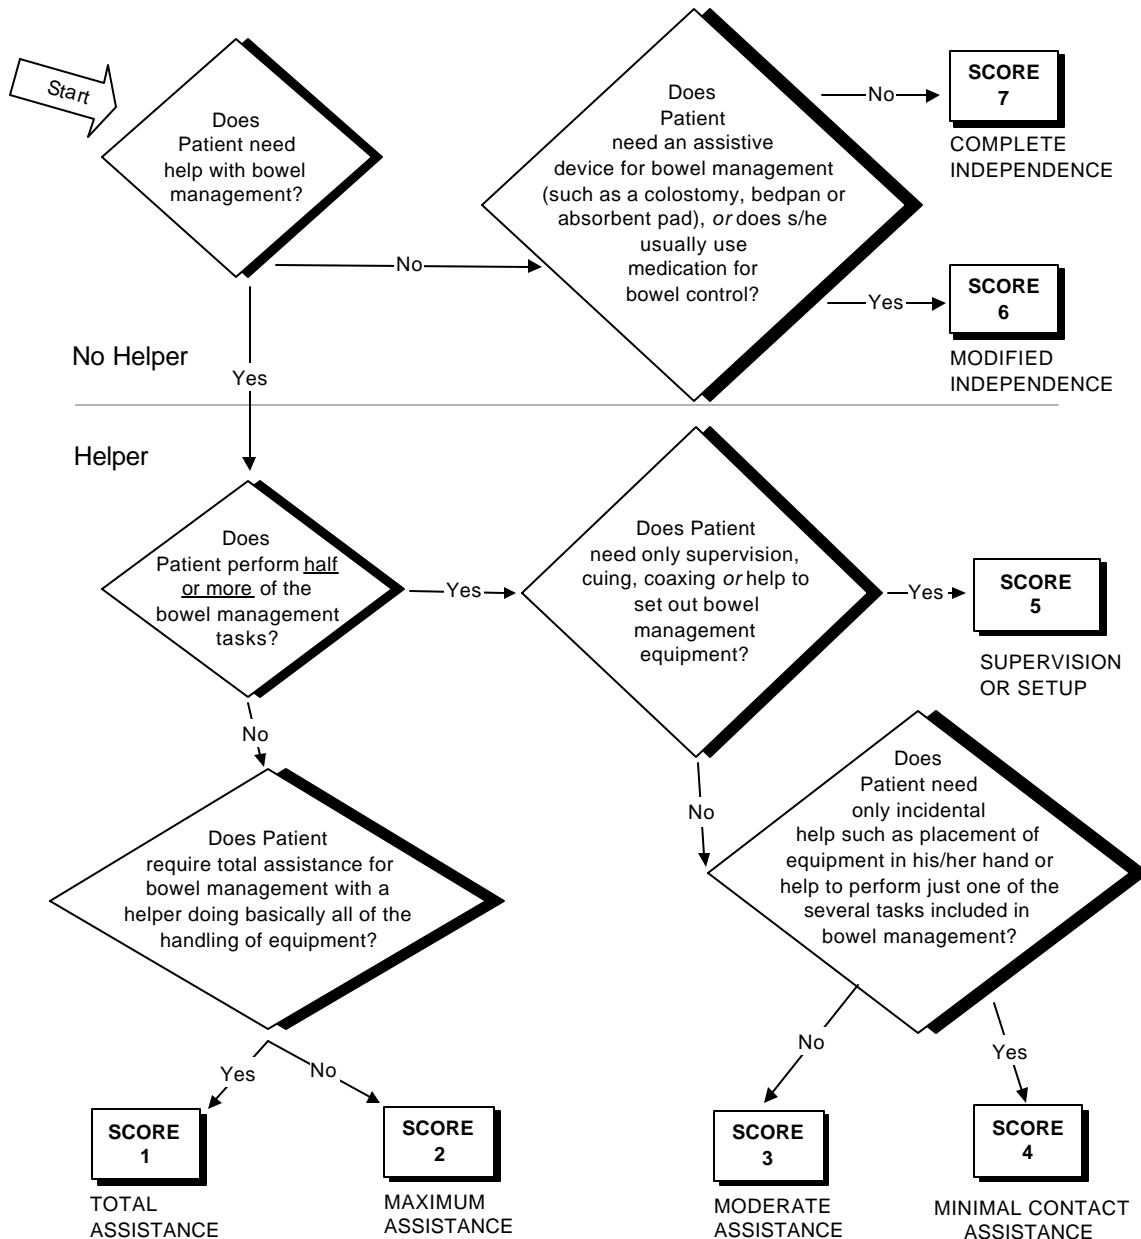 Start
Does
Patient need
help with bowel
management?
No
Does
Patient
need an assistive
device for bowel management
(such as a colostomy, bedpan or
absorbent pad), or does s/he
usually use
medication for
bowel control?
No
SCORE
7
COMPLETE
INDEPENDENCE
Yes
SCORE
6
MODIFIED
INDEPENDENCE
No Helper
Yes
Helper
Does
Patient perform half
or more of the
bowel management
tasks?
Yes
Does Patient
need only supervision,
cuing, coaxing or help to
set out bowel
management
equipment?
Yes
SCORE
5
SUPERVISION
OR SETUP
No
No
Does Patient
require total assistance for
bowel management with a
helper doing basically all of the
handling of equipment?
Does
Patient need
only incidental
help such as placement of
equipment in his/her hand or
help to perform just one of the
several tasks included in
bowel management?
Yes
No
No
Yes
SCORE
1
TOTAL
ASSISTANCE
SCORE
2
MAXIMUM
ASSISTANCE
SCORE
3
MODERATE
ASSISTANCE
SCORE
4
MINIMAL CONTACT
ASSISTANCE